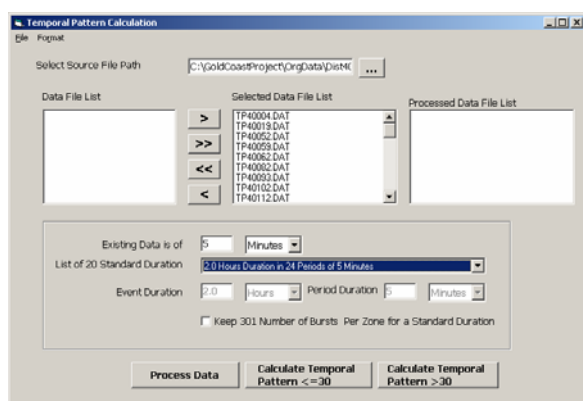 Temporal Pattern Calculation
File Format
Select Source File Path C:\GoldCoastProject\OrgData\DistM( ...
Data File List Selected Data File List Processed Data File List
> TP40004.DAT
TP40019.DAT
>> TP40052.DAT
TP40059.DAT
TP40062.DAT
<< TP40082.DAT
TP40093.DAT
< TP40102.DAT
TP40112.DAT
Existing Data is of 5 Minutes
List of 20 Standard Duration 2.0 Hours Duration in 24 Periods of 5 Minutes
Event Duration 2.0 Hours Period Duration 5 Minutes
Keep 301 Number of Bursts Per Zone for a Standard Duration
Process Data Calculate Temporal Pattern <=30 Calculate Temporal Pattern >30